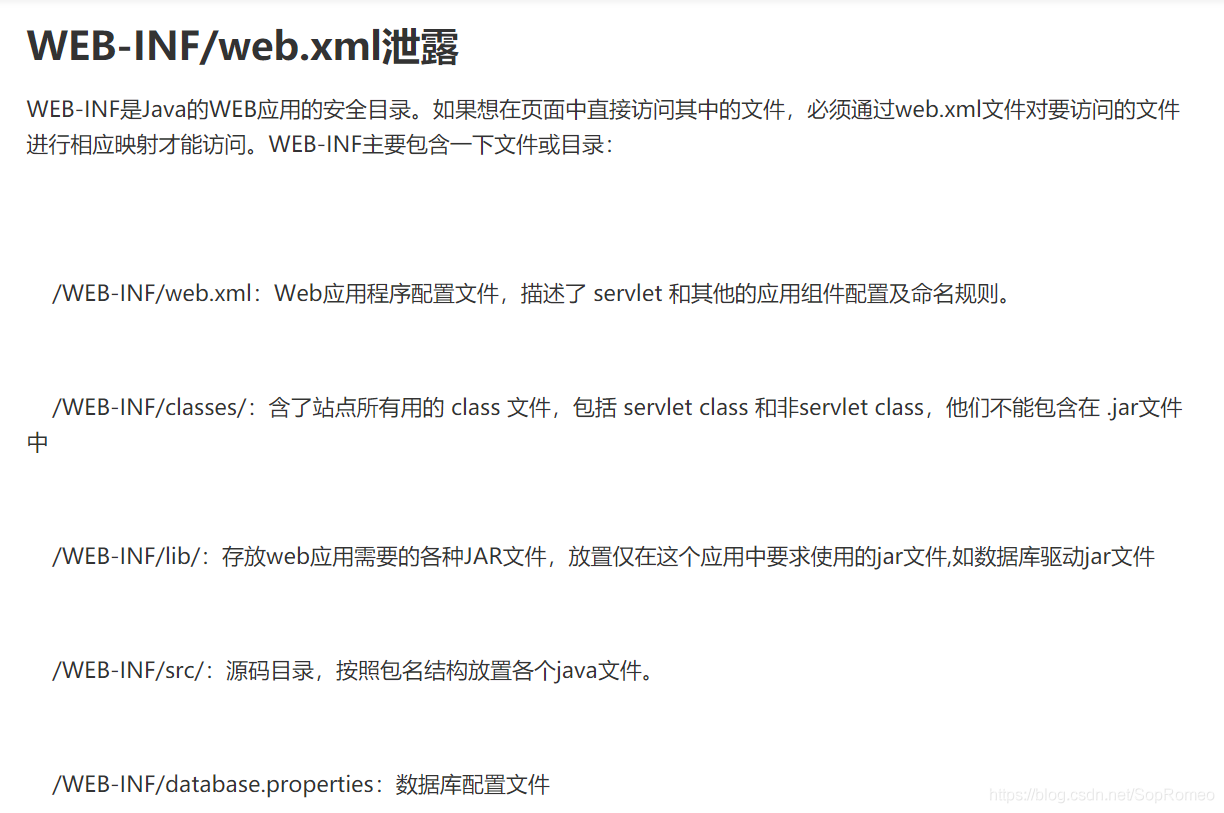 WEB-INF/web.xml泄露
WEB-INF是Java的WEB应用的安全目录。如果想在页面中直接访问其中的文件，必须通过web.xml文件对要访问的文件
进行相应映射才能访问。WEB-INF主要包含一下文件或目录：
/WEB-INF/web.xml：Web应用程序配置文件，描述了 servlet 和其他的应用组件配置及命名规则。
/WEB-INF/classes/：含了站点所有用的 class 文件，包括 servlet class 和非servlet class，他们不能包含在 .jar文件
中
/WEB-INF/lib/：存放web应用需要的各种JAR文件，放置仅在这个应用中要求使用的jar文件,如数据库驱动jar文件
/WEB-INF/src/：源码目录，按照包名结构放置各个java文件。
/WEB-INF/database.properties：数据库配置文件
https://blog.csdn.net/SopRomeo